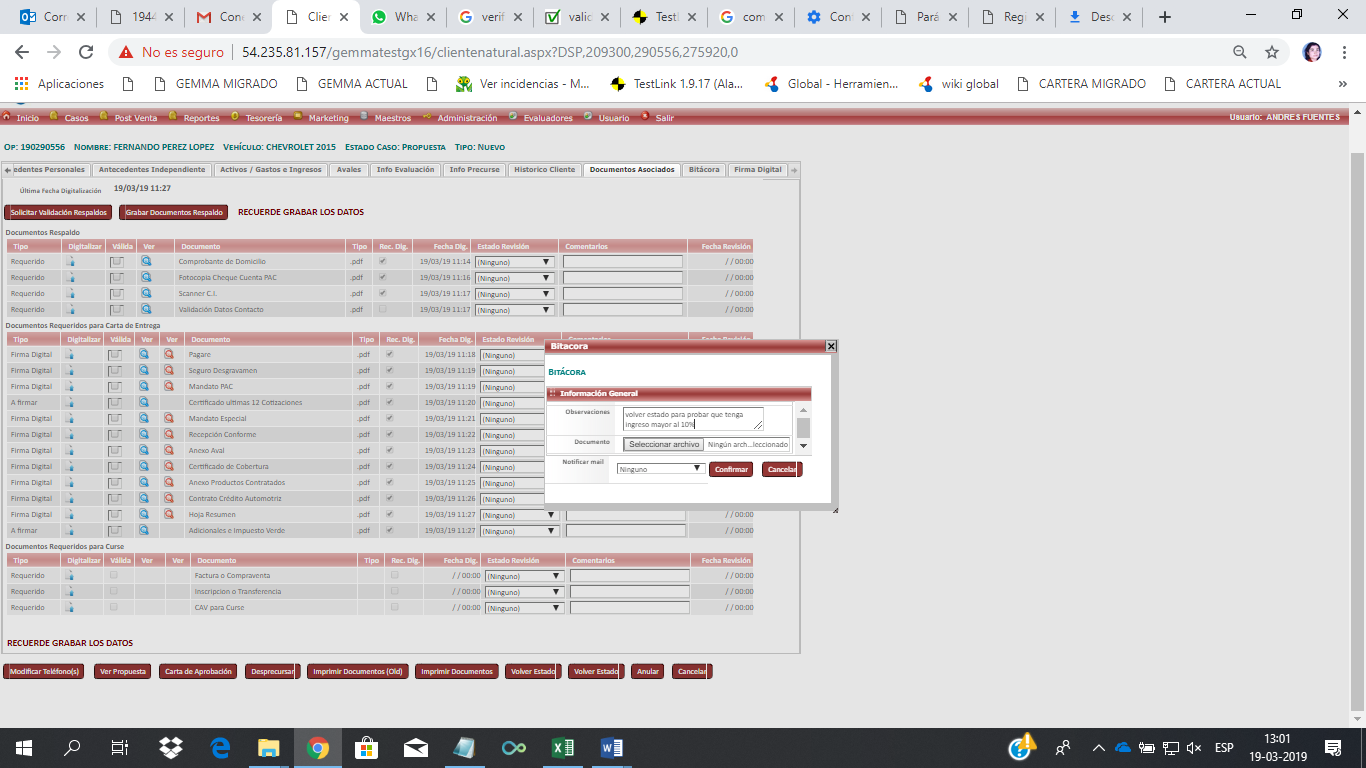 Corr
1944
Cone
Clien
Wha
verif
valid
Testl
com
Con
Pará
Regi
Desc
No es seguro | 54.235.81.157/gemmatestgx16/clientenatural.aspx?DSP,209300,290556,275920,0
Aplicaciones GEMMA MIGRADO GEMMA ACTUAL Ver incidencias - M... TestLink 1.9.17 (Ala... Global - Herramien... wiki global CARTERA MIGRADO CARTERA ACTUAL »
Inicio Casos Post Venta Reportes Tesorería Marketing Maestros Administración Evaluadores Usuario Salir Usuario: ANDRES FUENTES
Op: 190290556 Nombre: FERNANDO PEREZ LOPEZ Vehículo: CHEVROLET 2015 Estado Caso: Propuesta Tipo: Nuevo
edentes Personales Antecedentes Independiente Activos / Gastos e Ingresos Avales Info Evaluación Info Precurse Historico Cliente Documentos Asociados Bitácora Firma Digital
Última Fecha Digitalización 19/03/19 11:27
Solicitar Validación Respaldos Grabar Documentos Respaldo RECUERDE GRABAR LOS DATOS
Documentos Respaldo
Tipo Digitalizar Válida Ver Documento Tipo Rec. Dig. Fecha Dig. Estado Revisión Comentarios Fecha Revisión
Requerido Comprobante de Domicilio .pdf 19/03/19 11:14 (Ninguno) / / 00:00
Requerido Fotocopia Cheque Cuenta PAC .pdf 19/03/19 11:16 (Ninguno) / / 00:00
Requerido Scanner C.I. .pdf 19/03/19 11:17 (Ninguno) / / 00:00
Requerido Validación Datos Contacto .pdf 19/03/19 11:17 (Ninguno) / / 00:00
Documentos Requeridos para Carta de Entrega
Tipo Digitalizar Válida Ver Ver Documento Tipo Rec. Dig. Fecha Dig. Estado Revisión
Firma Digital Pagare .pdf 19/03/19 11:18 (Ninguno)
Firma Digital Seguro Desgravamen .pdf 19/03/19 11:19 (Ninguno)
Firma Digital Mandato PAC .pdf 19/03/19 11:19 (Ninguno)
A firmar Certificado ultimas 12 Cotizaciones .pdf 19/03/19 11:20 (Ninguno)
Firma Digital Mandato Especial .pdf 19/03/19 11:21 (Ninguno)
Firma Digital Recepción Conforme .pdf 19/03/19 11:22 (Ninguno)
Firma Digital Anexo Aval .pdf 19/03/19 11:23 (Ninguno)
Firma Digital Certificado de Cobertura .pdf 19/03/19 11:24 (Ninguno)
Firma Digital Anexo Productos Contratados .pdf 19/03/19 11:25 (Ninguno)
Firma Digital Contrato Crédito Automotriz .pdf 19/03/19 11:26 (Ninguno)
Firma Digital Hoja Resumen .pdf 19/03/19 11:27 (Ninguno) / / 00:00
A firmar Adicionales e Impuesto Verde .pdf 19/03/19 11:27 (Ninguno) / / 00:00
Bitacora
Bitácora
Información General
Observaciones volver estado para probar que tenga
ingreso mayor al 10%
Documento Seleccionar archivo Ningún arch...leccionado
Notificar mail Ninguno Confirmar Cancelar
Documentos Requeridos para Curse
Tipo Digitalizar Válida Ver Ver Documento Tipo Rec. Dig. Fecha Dig. Estado Revisión Comentarios Fecha Revisión
Requerido Factura o Compraventa / / 00:00 (Ninguno) / / 00:00
Requerido Inscripcion o Transferencia / / 00:00 (Ninguno) / / 00:00
Requerido CAV para Curse / / 00:00 (Ninguno) / / 00:00
RECUERDE GRABAR LOS DATOS
Modificar Teléfono(s) Ver Propuesta Carta de Aprobación Desprecursar Imprimir Documentos (Old) Imprimir Documentos Volver Estado Volver Estado Anular Cancelar
ESP
13:01
19-03-2019